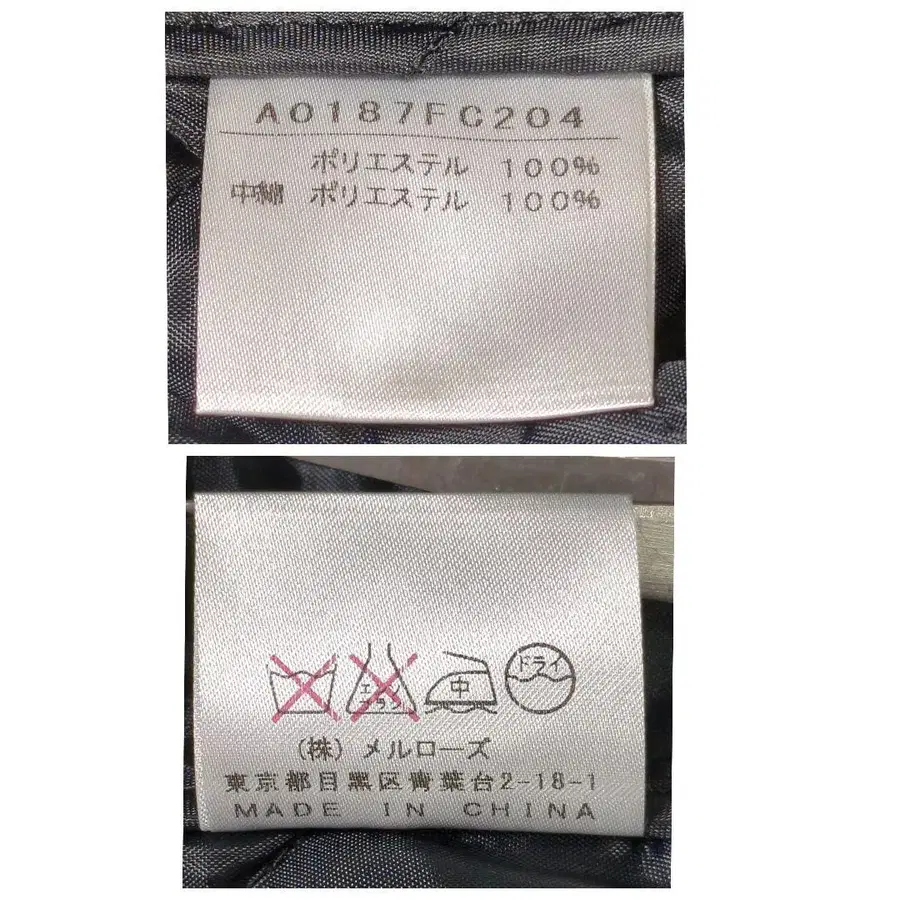 A0187FC204
ポリエステル 100%
中綿 ポリエステル 100%
エンソ
サラシ
中
ドライ
(株) メルローズ
東京都目黒区青葉台2-18-1
MADE IN CHINA